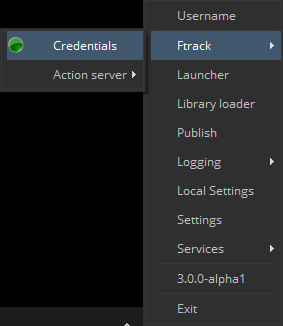 Username
Credentials
Ftrack
Action server
Launcher
Library loader
Publish
Logging
Local Settings
Settings
Services
3.0.0-alpha1
Exit